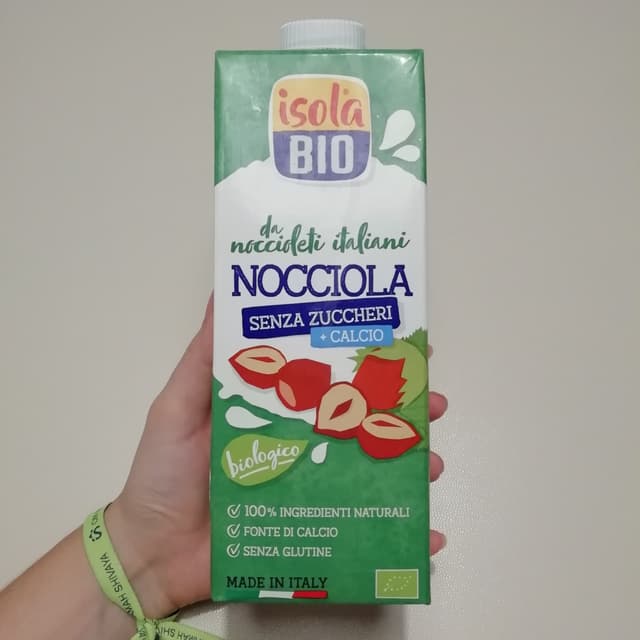 isola
BIO
da
noccioleti italiani
NOCCIOLA
SENZA ZUCCHERI
+ CALCIO
biologico
100% INGREDIENTI NATURALI
FONTE DI CALCIO
SENZA GLUTINE
MADE IN ITALY
SHIVAYA